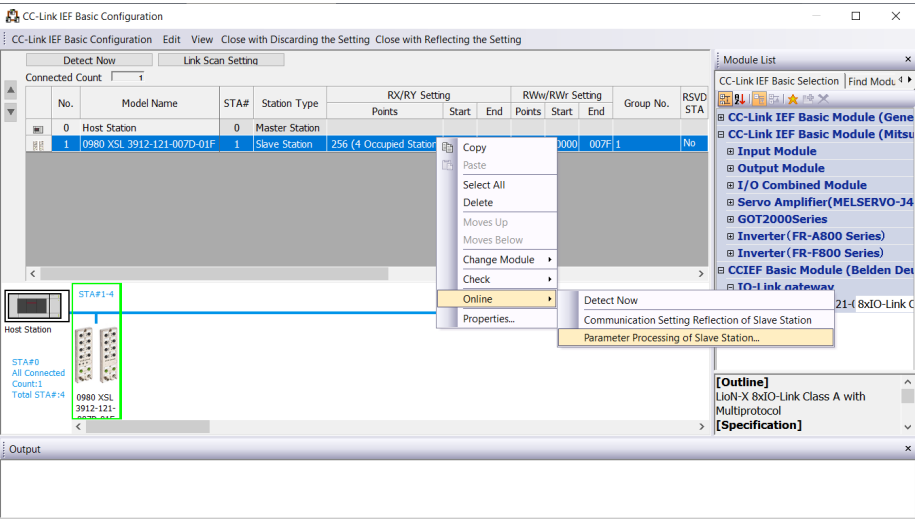 CC-Link IEF Basic Configuration
CC-Link IEF Basic Configuration Edit View Close with Discarding the Setting Close with Reflecting the Setting
Detect Now Link Scan Setting
Connected Count 1
No. Model Name STA# Station Type RX/RY Setting RWw/RWr Setting Group No. RSVD STA
Points Start End Points Start End
0 Host Station 0 Master Station
1 0980 XSL 3912-121-007D-01F 1 Slave Station 256 (4 Occupied Station 0000 007F 1 No
Copy
Paste
Select All
Delete
Moves Up
Moves Below
Change Module
Check
Online
Properties...
Detect Now
Communication Setting Reflection of Slave Station
Parameter Processing of Slave Station...
STA#1-4
Host Station
STA#0
All Connected
Count:1
Total STA#:4
0980 XSL
3912-121-
007D-01F
Module List
CC-Link IEF Basic Selection Find Modu
CC-Link IEF Basic Module (Gene
CC-Link IEF Basic Module (Mitsu
Input Module
Output Module
I/O Combined Module
Servo Amplifier(MELSERVO-J4
GOT2000Series
Inverter(FR-A800 Series)
Inverter(FR-F800 Series)
CCIEF Basic Module (Belden Deu
IO-Link gateway
21-( 8xIO-Link C
[Outline]
LioN-X 8xIO-Link Class A with
Multiprotocol
[Specification]
Output